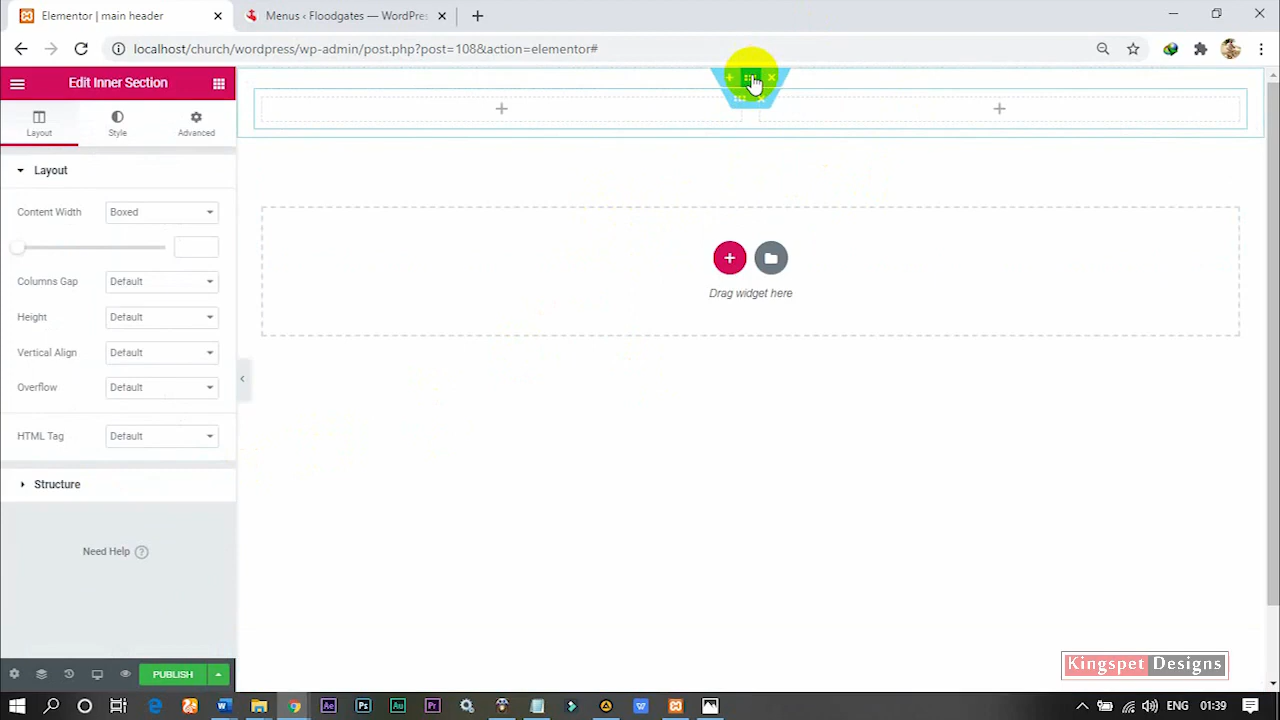 Elementor | main header
Menus ‹ Floodgates — WordPres
localhost/church/wordpress/wp-admin/post.php?post=108&action=elementor#
Edit Inner Section
Layout
Style
Advanced
Layout
Content Width
Boxed
Columns Gap
Default
Height
Default
Vertical Align
Default
Overflow
Default
HTML Tag
Default
Structure
Need Help
Drag widget here
PUBLISH
Kingspet Designs
ENG
01:39